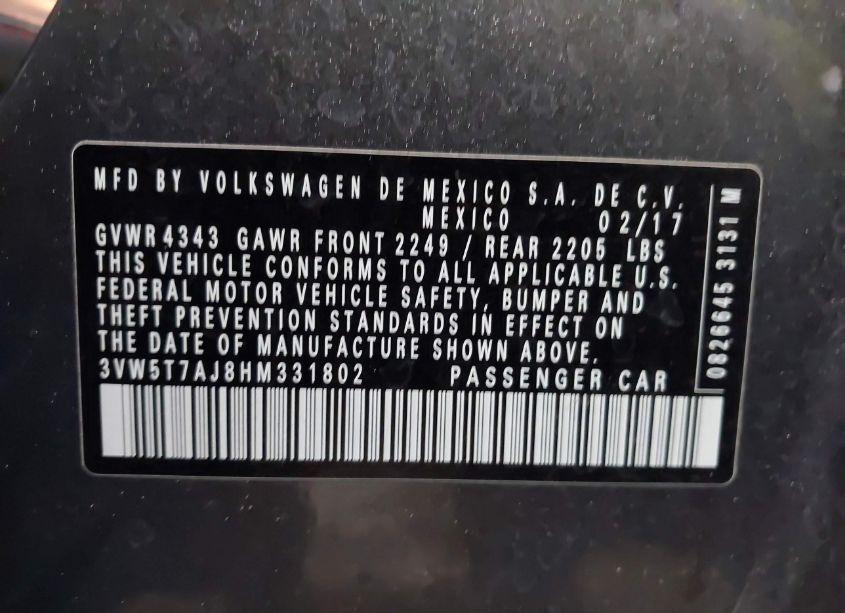 MFD BY VOLKSWAGEN DE MEXICO S.A. DE C.V.
MEXICO 02/17
GVWR 4343 GAWR FRONT 2249 / REAR 2205 LBS
THIS VEHICLE CONFORMS TO ALL APPLICABLE U.S.
FEDERAL MOTOR VEHICLE SAFETY, BUMPER AND
THEFT PREVENTION STANDARDS IN EFFECT ON
THE DATE OF MANUFACTURE SHOWN ABOVE.
3VW5T7AJ8HM331802 PASSENGER CAR
0826645 3131 M